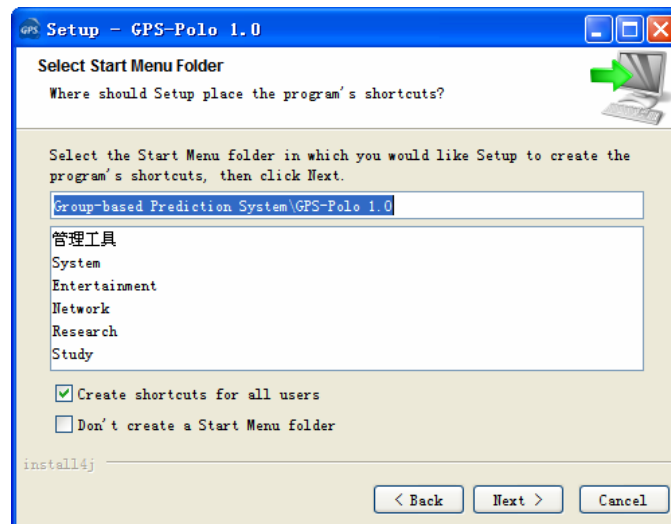 GPS Setup - GPS-Polo 1.0
Select Start Menu Folder
Where should Setup place the program's shortcuts?
Select the Start Menu folder in which you would like Setup to create the
program's shortcuts, then click Next.
Group-based Prediction System\GPS-Polo 1.0
管理工具
System
Entertainment
Network
Research
Study
Create shortcuts for all users
Don't create a Start Menu folder
install4j
< Back Next > Cancel